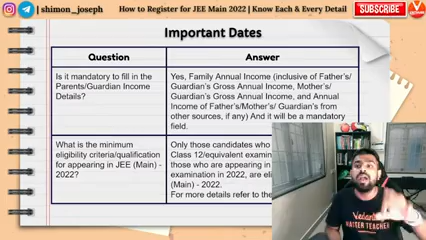 | shimon_joseph
How to Register for JEE Main 2022 | Know Each & Every Detail
SUBSCRIBE
Important Dates
Question
Answer
Is it mandatory to fill in the
Parents/Guardian Income
Details?
Yes, Family Annual Income (inclusive of Father's/
Guardian's Gross Annual Income, Mother's/
Guardian's Gross Annual Income, and Annual
Income of Father's/Mother's/ Guardian's from
other sources, if any) And it will be a mandatory
field.
What is the minimum
eligibility criteria/qualification
for appearing in JEE (Main) -
2022?
Only those candidates who
Class 12/equivalent exam
those who are appearing in
examination in 2022, are eli
(Main) - 2022.
For more details refer to the
MASTER TEACHER